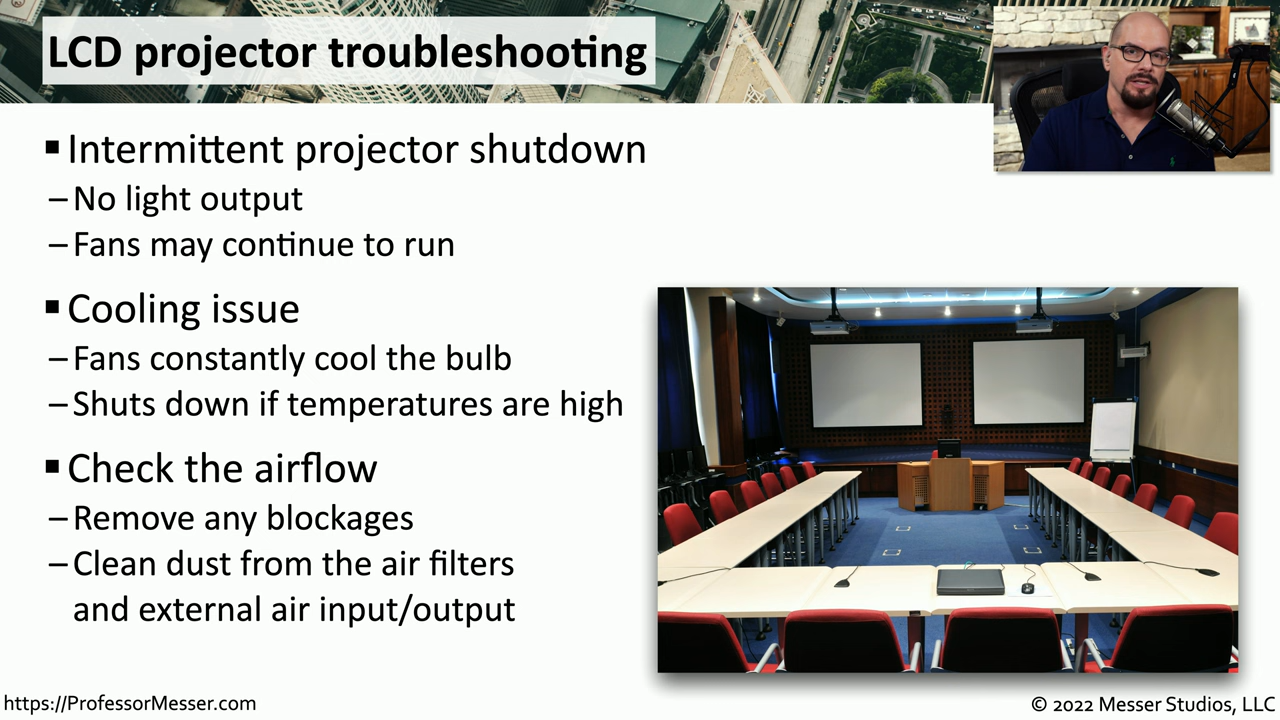 LCD projector troubleshooting
▪ Intermittent projector shutdown
– No light output
– Fans may continue to run
▪ Cooling issue
– Fans constantly cool the bulb
– Shuts down if temperatures are high
▪ Check the airflow
– Remove any blockages
– Clean dust from the air filters
and external air input/output
https://ProfessorMesser.com
© 2022 Messer Studios, LLC